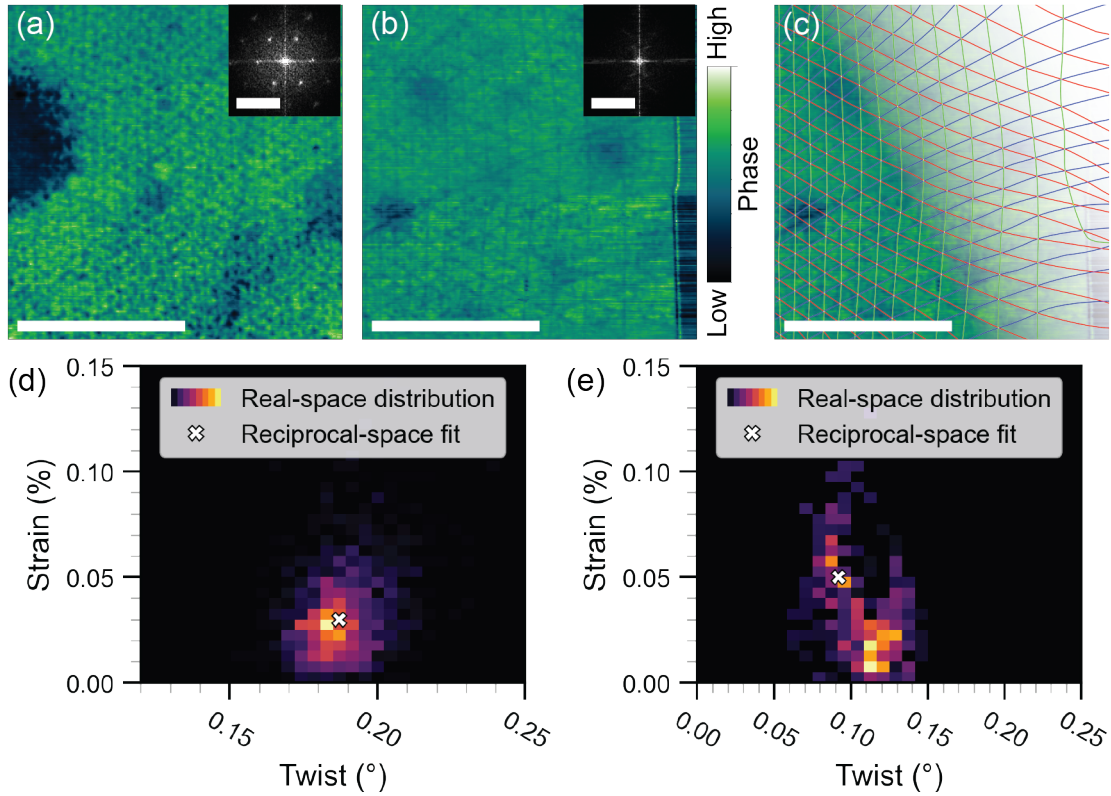 (a)
(b)
(c)
High
Phase
Low
(d)
(e)
0.15
0.10
0.05
0.00
Strain (%)
Real-space distribution
Reciprocal-space fit
0.15
0.20
0.25
Twist (°)
0.15
0.10
0.05
0.00
Strain (%)
Real-space distribution
Reciprocal-space fit
0.00
0.05
0.10
0.15
0.20
0.25
Twist (°)